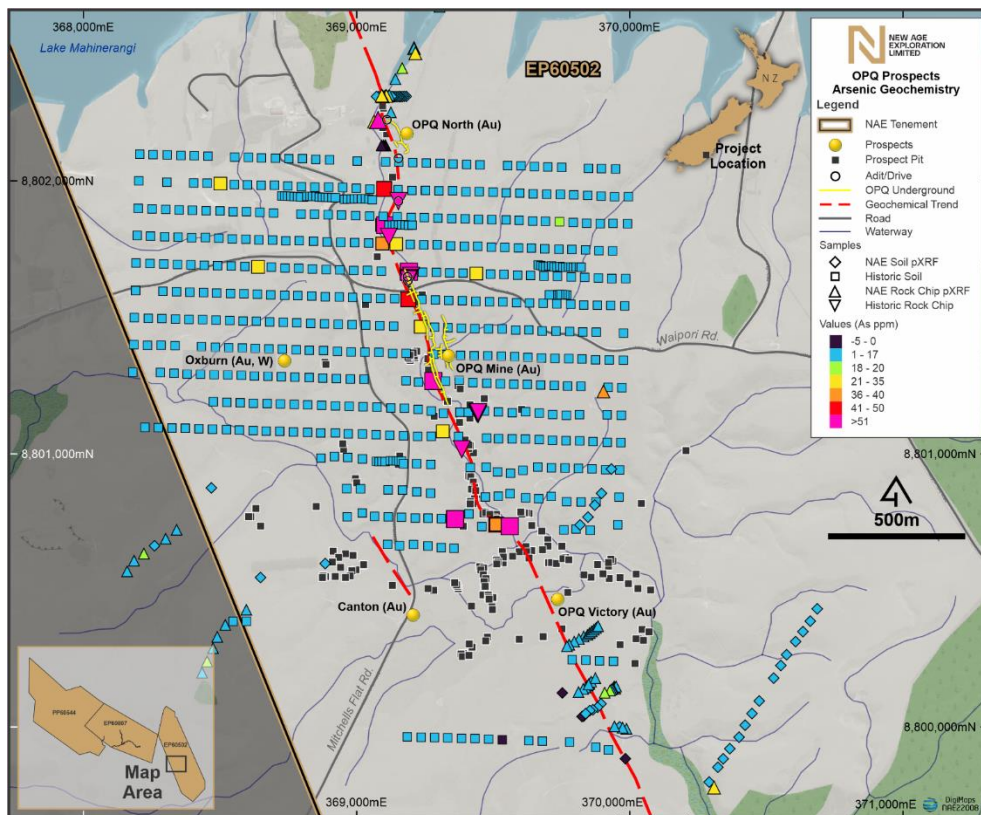 368,000mE
369,000mE
370,000mE
Lake Mahinerangi
EP60502
NZ
Project
Location
NEW AGE
EXPLORATION
LIMITED
OPQ Prospects
Arsenic Geochemistry
Legend
NAE Tenement
Prospects
Prospect Pit
Adit/Drive
OPQ Underground
Geochemical Trend
Road
Waterway
Samples
NAE Soil pXRF
Historic Soil
NAE Rock Chip pXRF
Historic Rock Chip
Values (As ppm)
-5 - 0
1 - 17
18 - 20
21 - 35
36 - 40
41 - 50
>51
OPQ North (Au)
8,802,000mN
Waipori Rd.
Oxburn (Au, W)
OPQ Mine (Au)
8,801,000mN
8,801,000mN
500m
Canton (Au)
OPQ Victory (Au)
Mitchells Flat Rd.
PP60544
EP60807
EP60502
Map
Area
8,800,000mN
369,000mE
370,000mE
371,000mE
DigiMaps
NAE22008